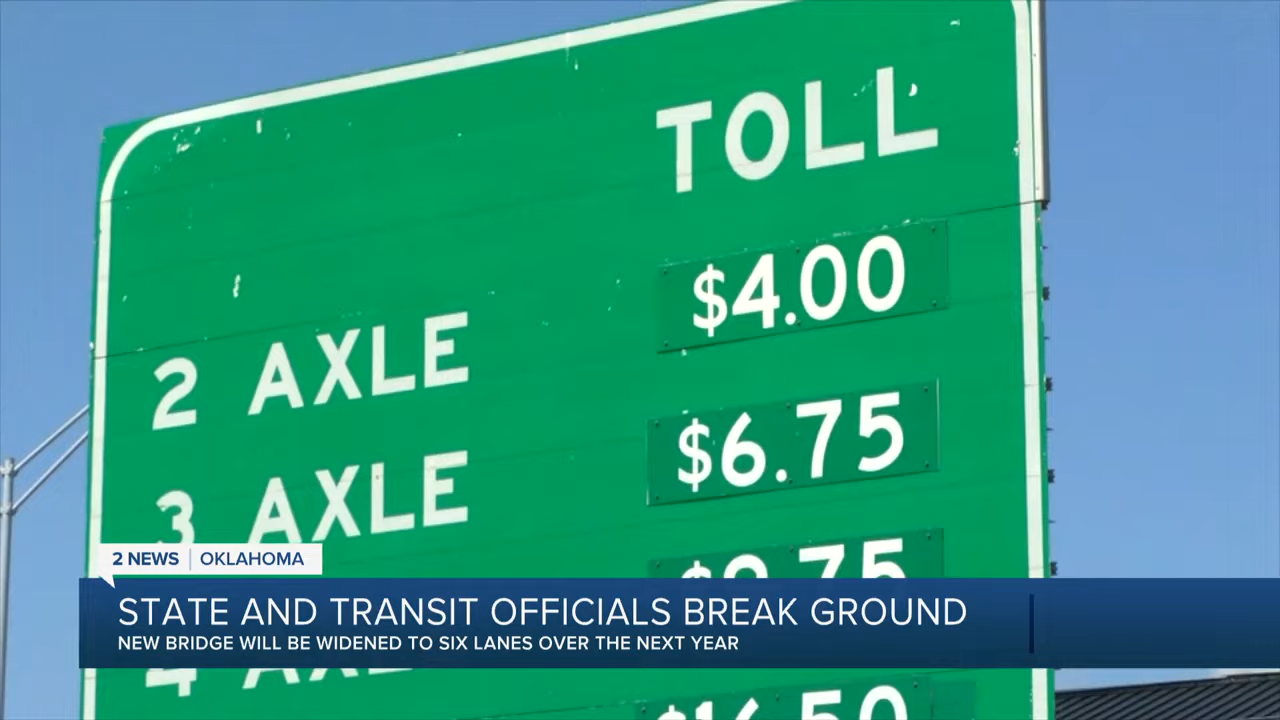 TOLL
2 AXLE $4.00
3 AXLE $6.75
2 NEWS | OKLAHOMA
STATE AND TRANSIT OFFICIALS BREAK GROUND
NEW BRIDGE WILL BE WIDENED TO SIX LANES OVER THE NEXT YEAR